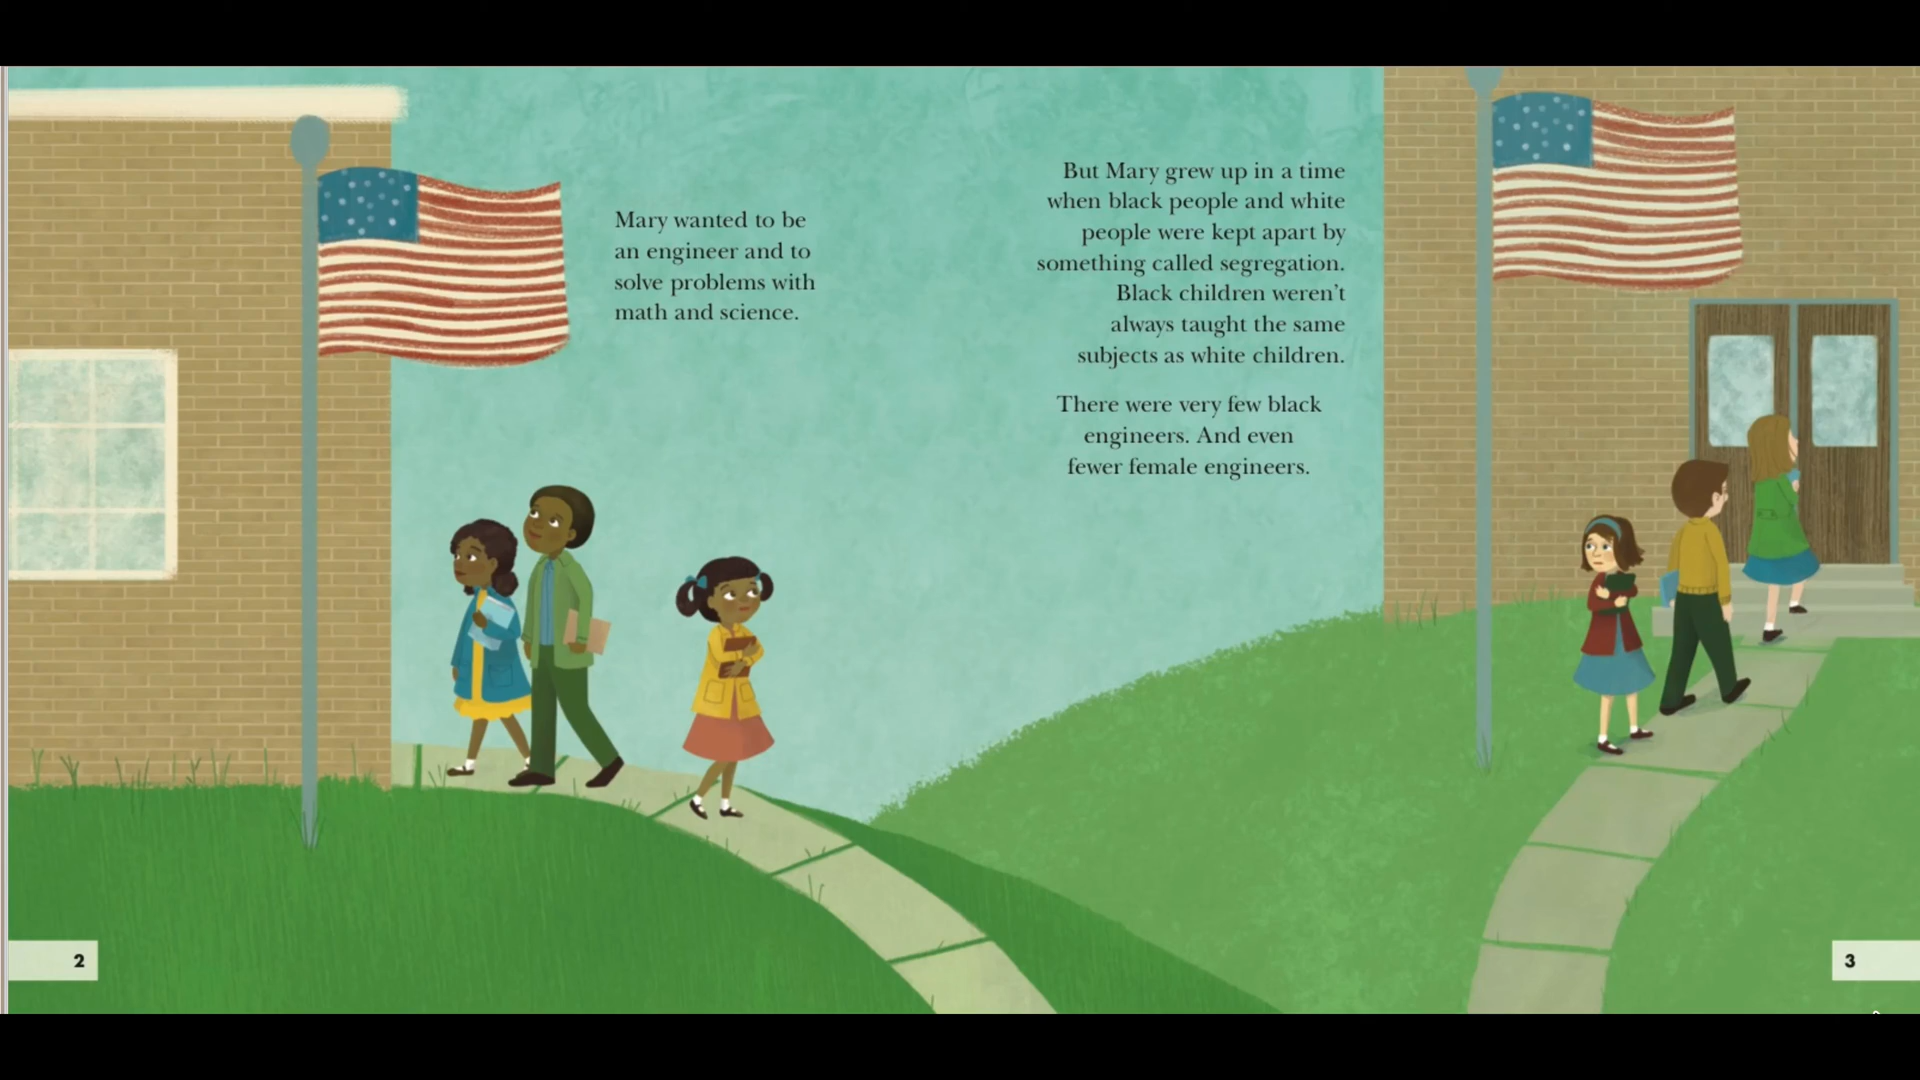 Mary wanted to be
an engineer and to
solve problems with
math and science.
But Mary grew up in a time
when black people and white
people were kept apart by
something called segregation.
Black children weren’t
always taught the same
subjects as white children.
There were very few black
engineers. And even
fewer female engineers.
2
3